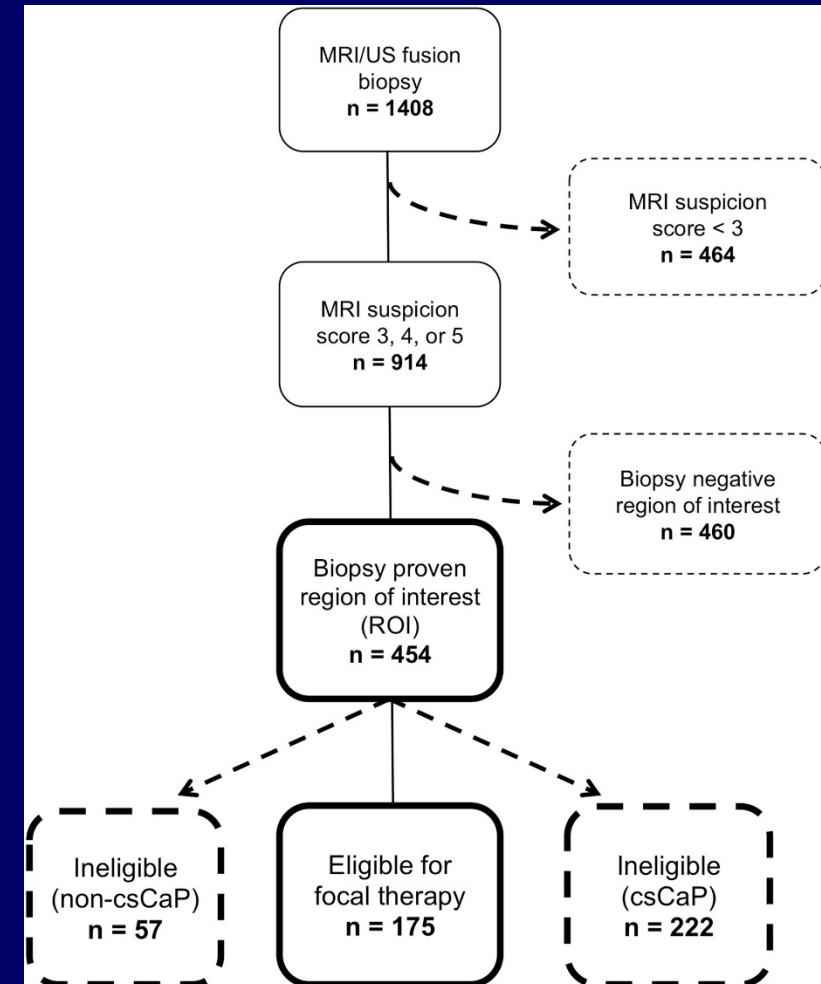 MRI/US fusion
biopsy
n = 1408
MRI suspicion
score < 3
n = 464
MRI suspicion
score 3, 4, or 5
n = 914
Biopsy negative
region of interest
n = 460
Biopsy proven
region of interest
(ROI)
n = 454
Ineligible
(non-csCaP)
n = 57
Eligible for
focal therapy
n = 175
Ineligible
(csCaP)
n = 222